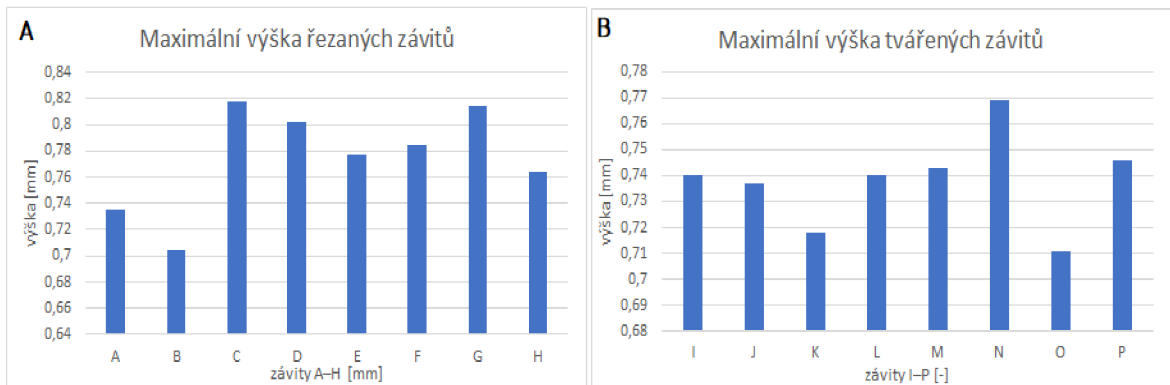 A
Maximální výška řezaných závitů
0,84
0,82
0,8
0,78
0,76
0,74
0,72
0,7
0,68
0,66
0,64
výška [mm]
A B C D E F G H
závity A–H [mm]
B
Maximální výška tvářených závitů
0,78
0,77
0,76
0,75
0,74
0,73
0,72
0,71
0,7
0,69
0,68
výška [mm]
I J K L M N O P
závity I–P [-]